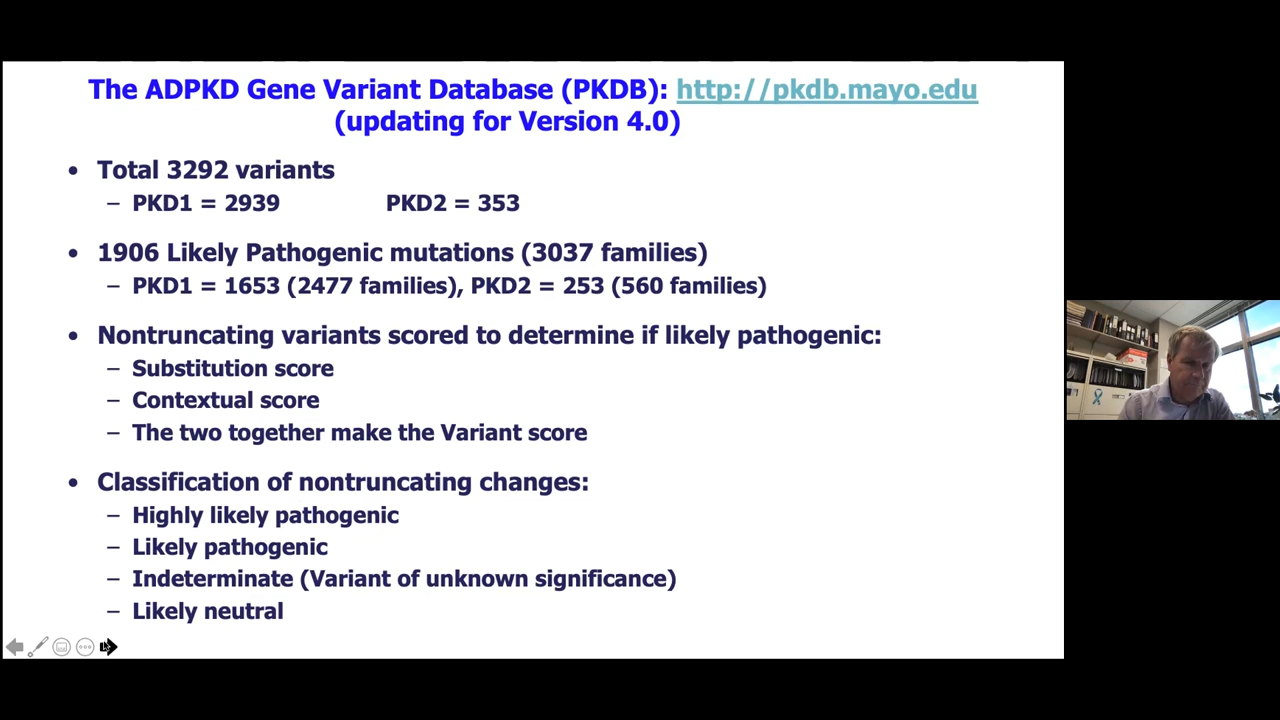 The ADPKD Gene Variant Database (PKDB): http://pkdb.mayo.edu
(updating for Version 4.0)
• Total 3292 variants
– PKD1 = 2939 PKD2 = 353
• 1906 Likely Pathogenic mutations (3037 families)
– PKD1 = 1653 (2477 families), PKD2 = 253 (560 families)
• Nontruncating variants scored to determine if likely pathogenic:
– Substitution score
– Contextual score
– The two together make the Variant score
• Classification of nontruncating changes:
– Highly likely pathogenic
– Likely pathogenic
– Indeterminate (Variant of unknown significance)
– Likely neutral